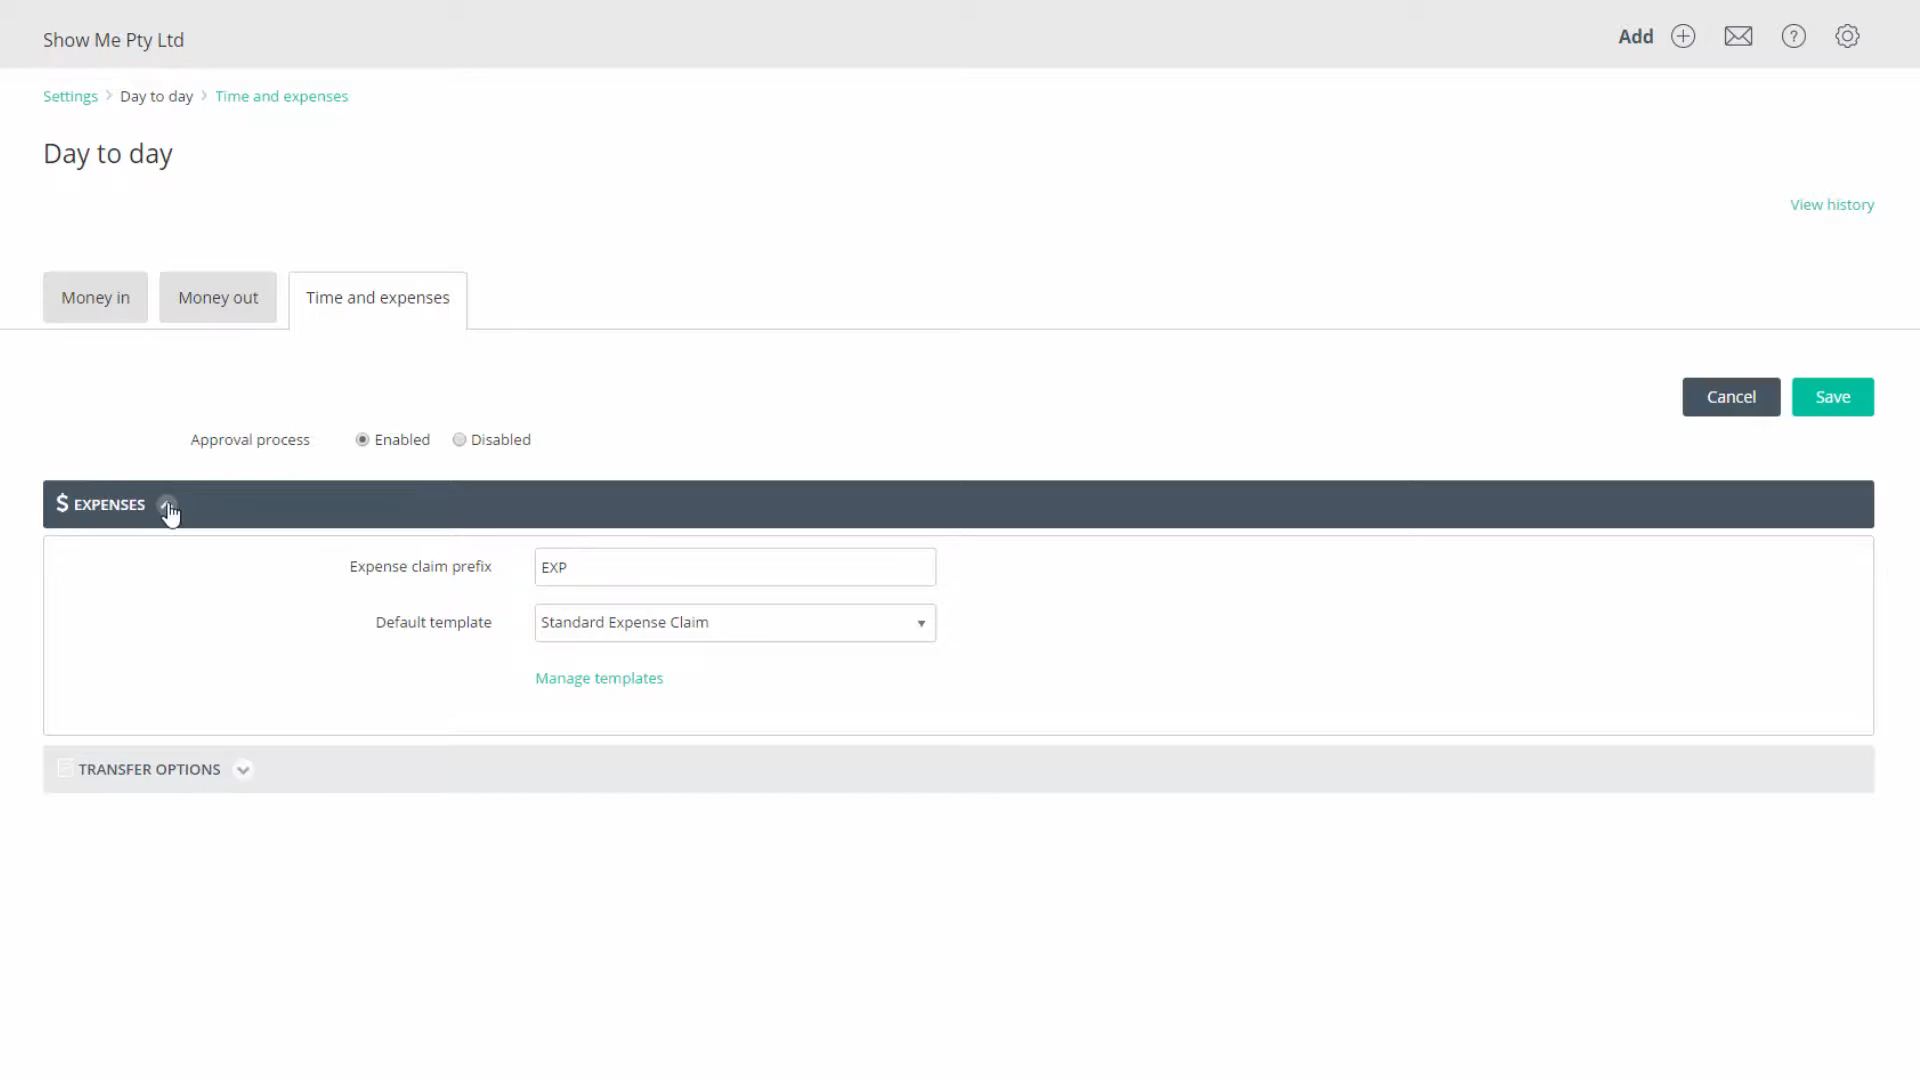 Show Me Pty Ltd
Add
Settings > Day to day > Time and expenses
Day to day
View history
Money in
Money out
Time and expenses
Cancel
Save
Approval process
Enabled
Disabled
$ EXPENSES
Expense claim prefix
EXP
Default template
Standard Expense Claim
Manage templates
TRANSFER OPTIONS